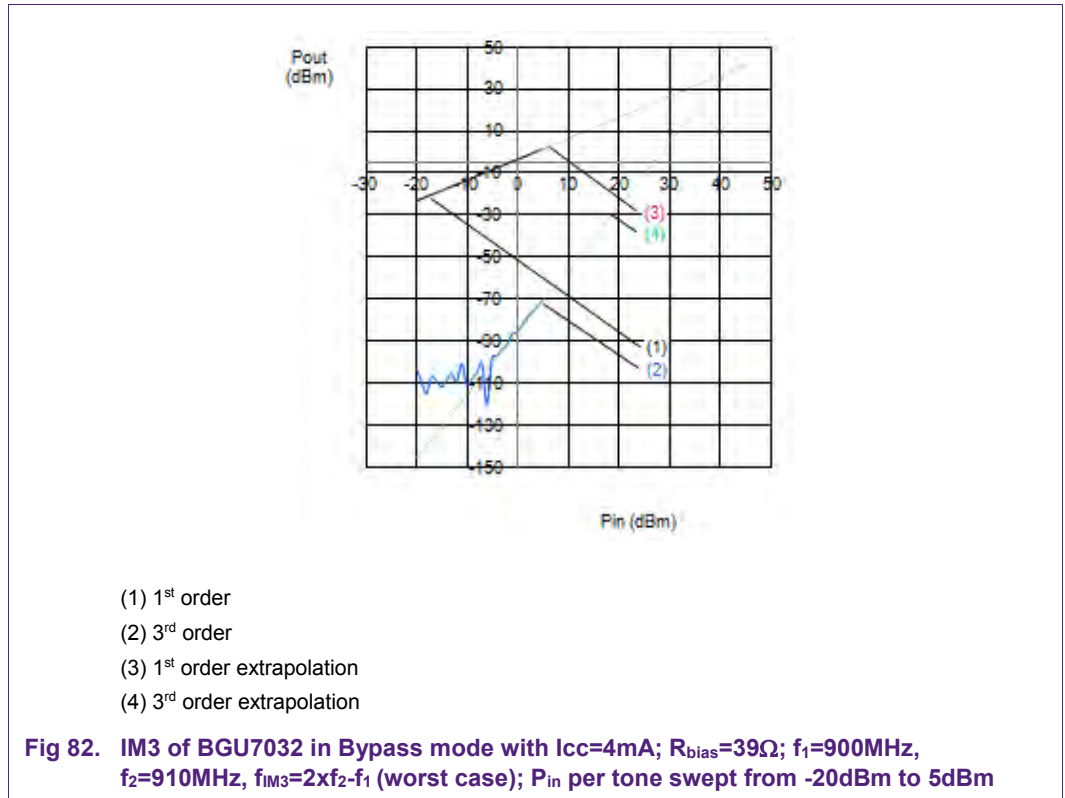 Pout
(dBm)
50
30
10
-10
-30 -20 -10 0 10 20 30 40 50
-30
(3)
(4)
-50
-70
-90
(1)
(2)
-110
-130
-150
Pin (dBm)
(1) 1st order
(2) 3rd order
(3) 1st order extrapolation
(4) 3rd order extrapolation
Fig 82. IM3 of BGU7032 in Bypass mode with Icc=4mA; Rbias=39Ω; f1=900MHz,
f2=910MHz, fIM3=2xf2-f1 (worst case); Pin per tone swept from -20dBm to 5dBm